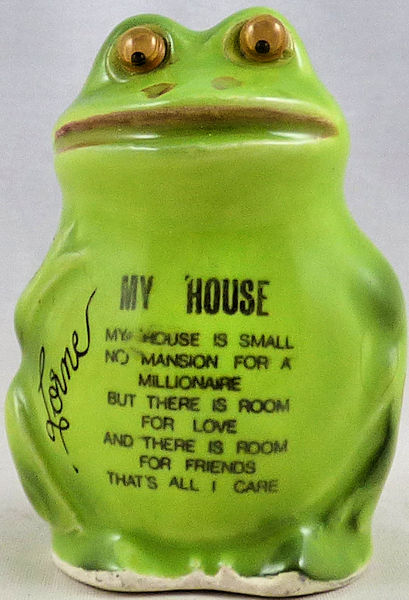 MY HOUSE
MY HOUSE IS SMALL
NO MANSION FOR A
MILLIONAIRE
BUT THERE IS ROOM
FOR LOVE
AND THERE IS ROOM
FOR FRIENDS
THAT'S ALL I CARE
Lorne